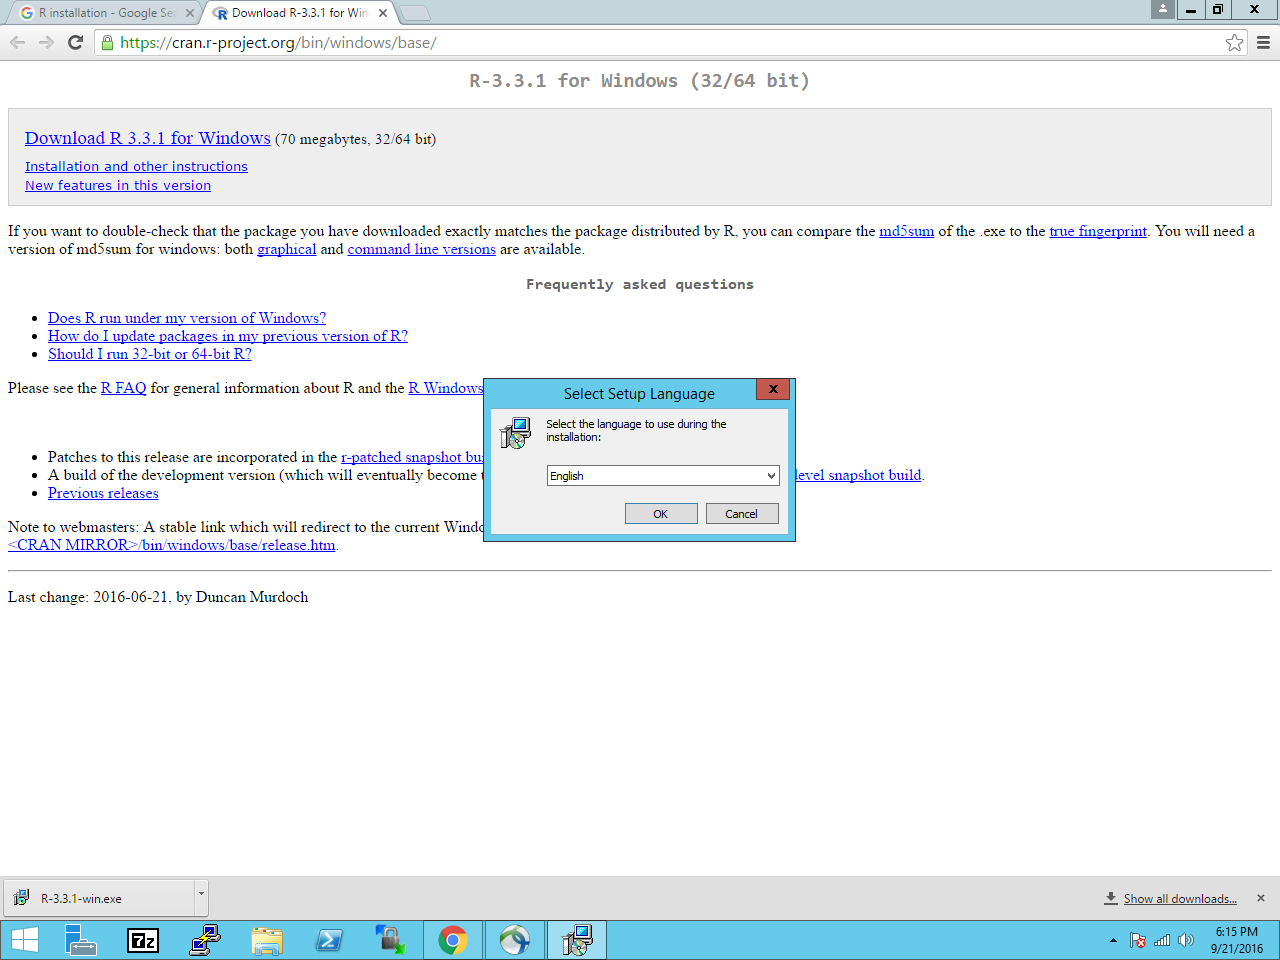 R installation - Google Se
Download R-3.3.1 for Win
https://cran.r-project.org/bin/windows/base/
R-3.3.1 for Windows (32/64 bit)
Download R 3.3.1 for Windows (70 megabytes, 32/64 bit)
Installation and other instructions
New features in this version
If you want to double-check that the package you have downloaded exactly matches the package distributed by R, you can compare the md5sum of the .exe to the true fingerprint. You will need a
version of md5sum for windows: both graphical and command line versions are available.
Frequently asked questions
Does R run under my version of Windows?
How do I update packages in my previous version of R?
Should I run 32-bit or 64-bit R?
Please see the R FAQ for general information about R and the R Windows
Select Setup Language
Select the language to use during the
installation:
English
OK
Cancel
Patches to this release are incorporated in the r-patched snapshot bu
A build of the development version (which will eventually become level snapshot build.
Previous releases
Note to webmasters: A stable link which will redirect to the current Windo
<CRAN MIRROR>/bin/windows/base/release.htm.
Last change: 2016-06-21, by Duncan Murdoch
R-3.3.1-win.exe
Show all downloads...
7z
6:15 PM
9/21/2016